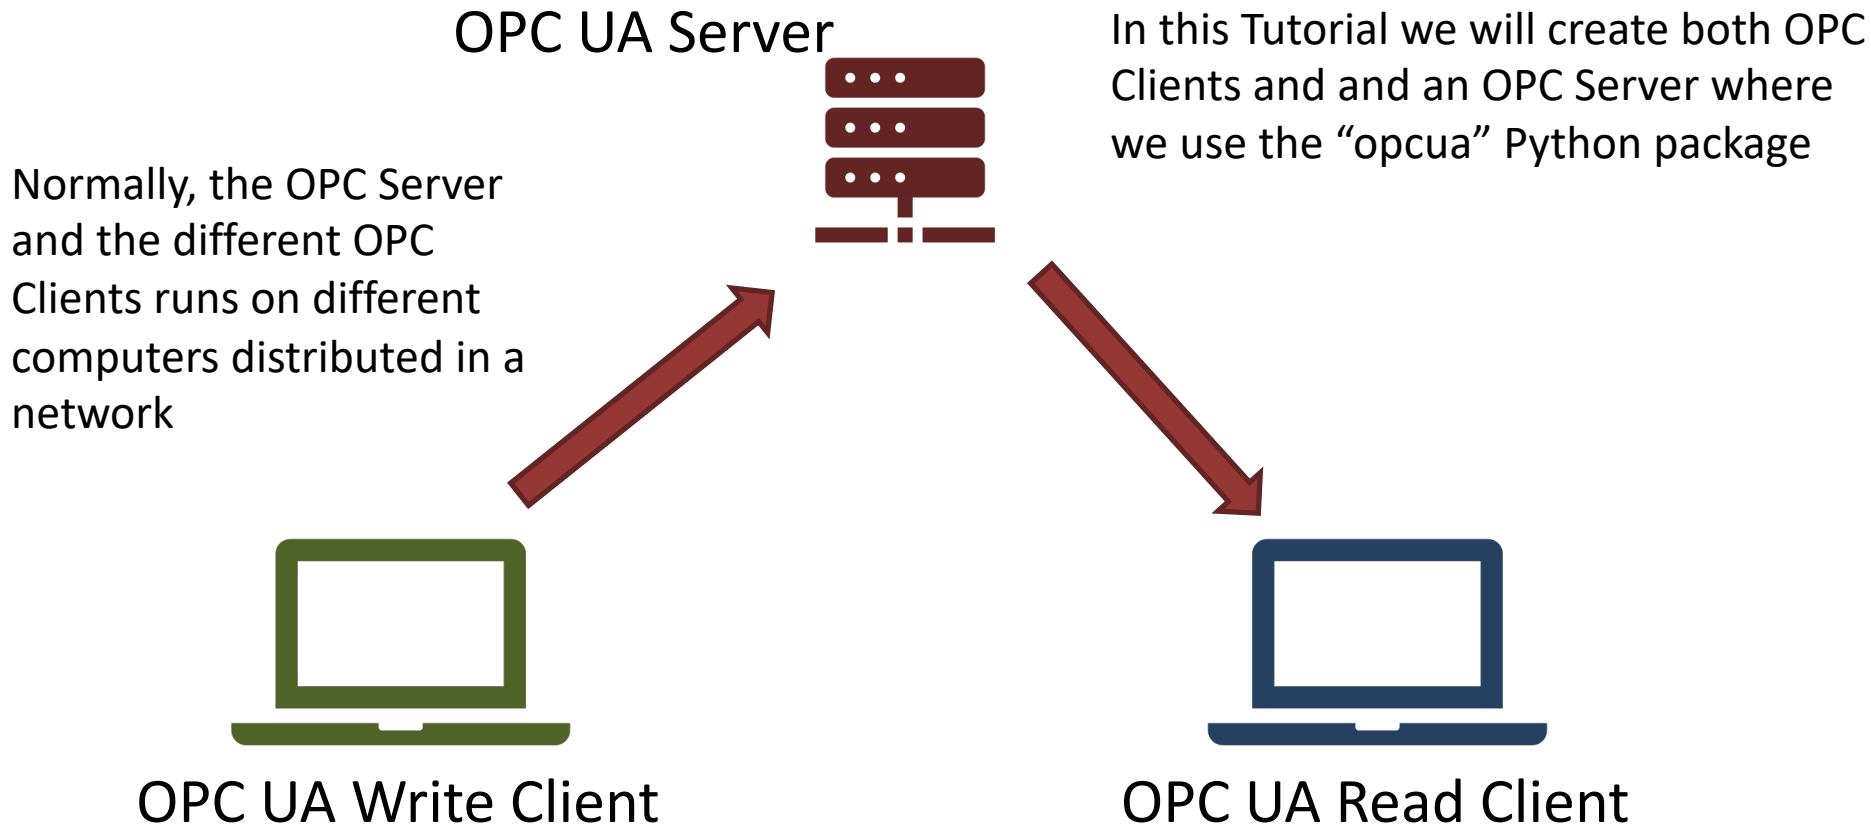 OPC UA Server
In this Tutorial we will create both OPC
Clients and and an OPC Server where
we use the “opcua” Python package
Normally, the OPC Server
and the different OPC
Clients runs on different
computers distributed in a
network
OPC UA Write Client
OPC UA Read Client